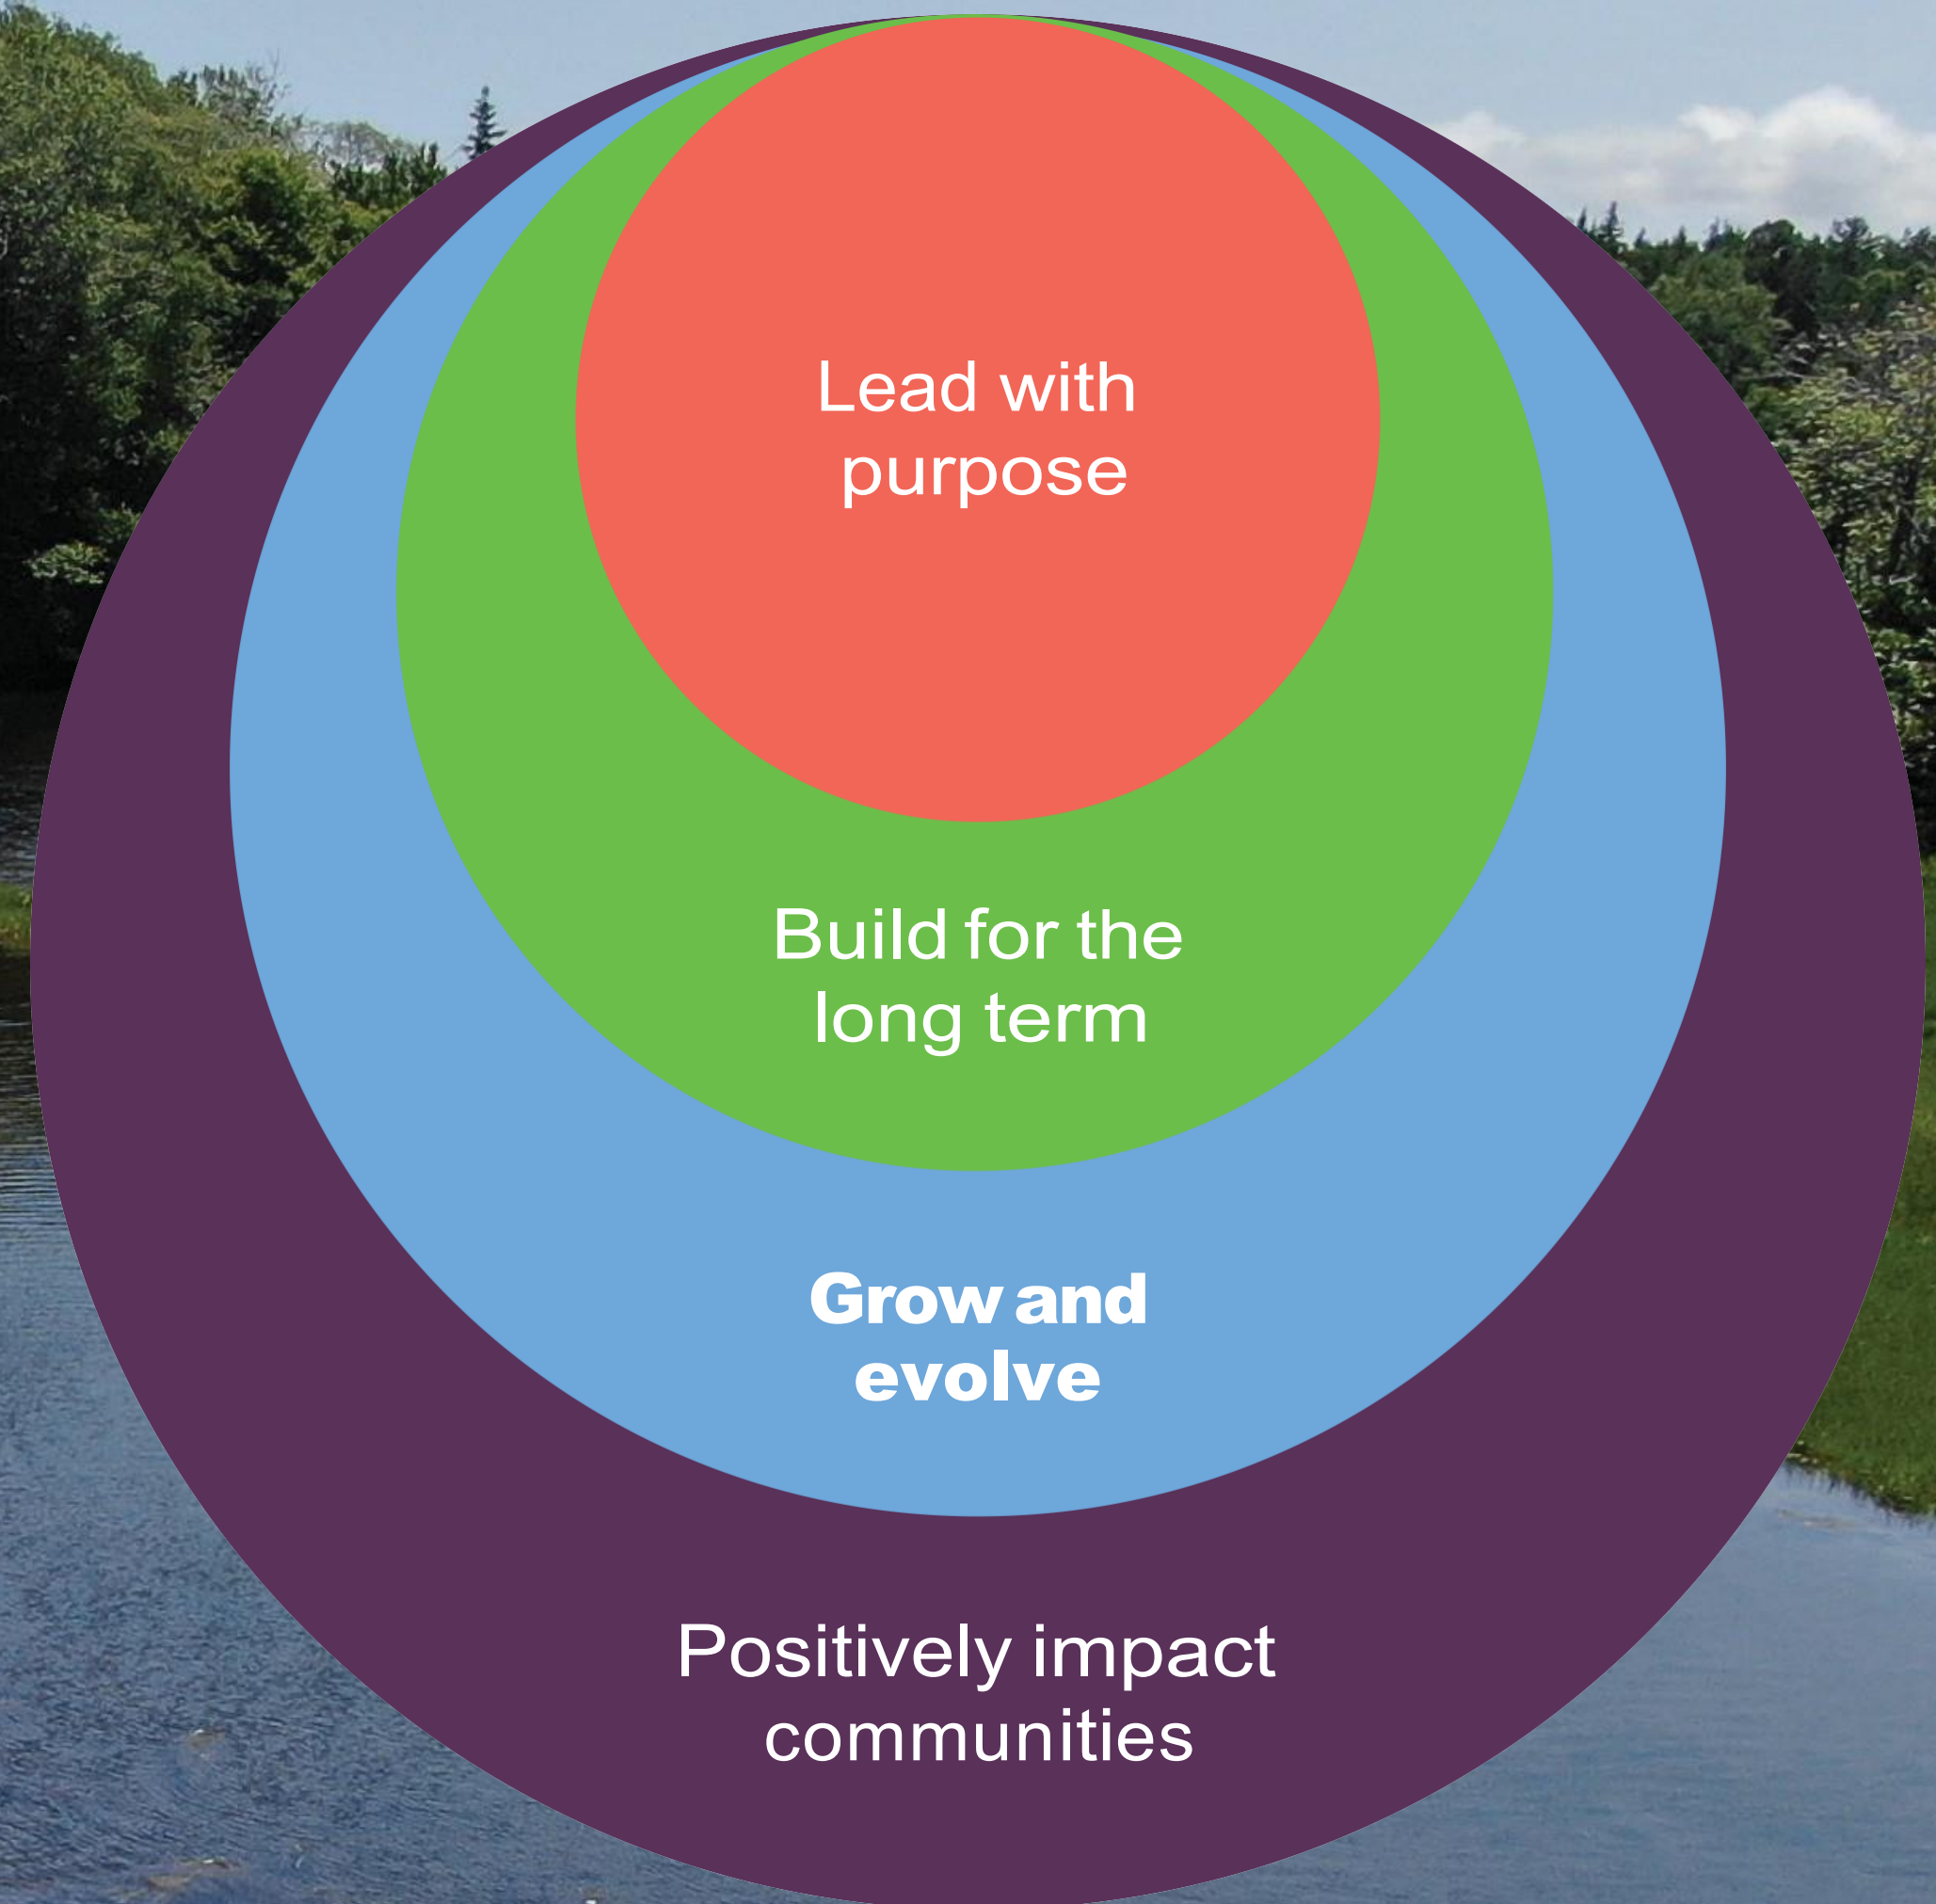 Lead with
purpose
Build for the
long term
Grow and
evolve
Positively impact
communities